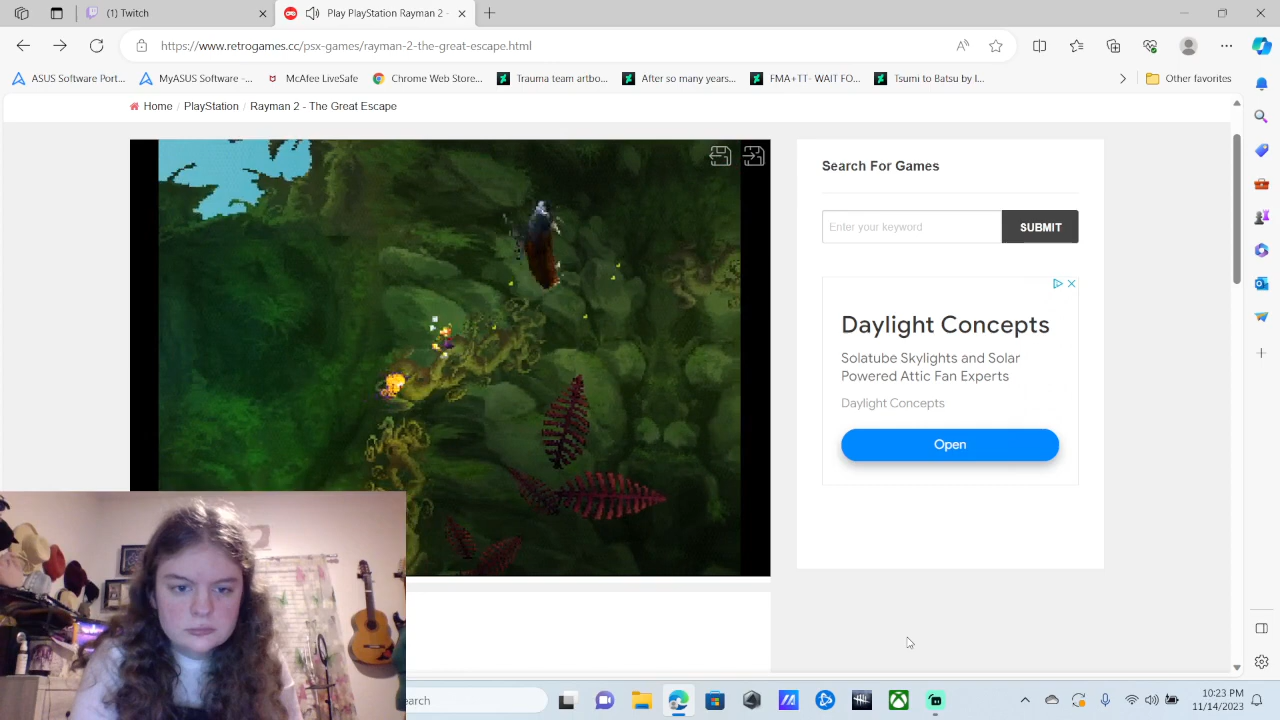 (1) Twitch
Play PlayStation Rayman 2 -
https://www.retrogames.cc/psx-games/rayman-2-the-great-escape.html
ASUS Software Port...
MyASUS Software -...
McAfee LiveSafe
Chrome Web Store...
Trauma team artbo...
After so many years...
FMA+TT- WAIT FO...
Tsumi to Batsu by I...
Other favorites
Home / PlayStation / Rayman 2 - The Great Escape
Search For Games
Enter your keyword
SUBMIT
Daylight Concepts
Solatube Skylights and Solar
Powered Attic Fan Experts
Daylight Concepts
Open
earch
10:23 PM
11/14/2023